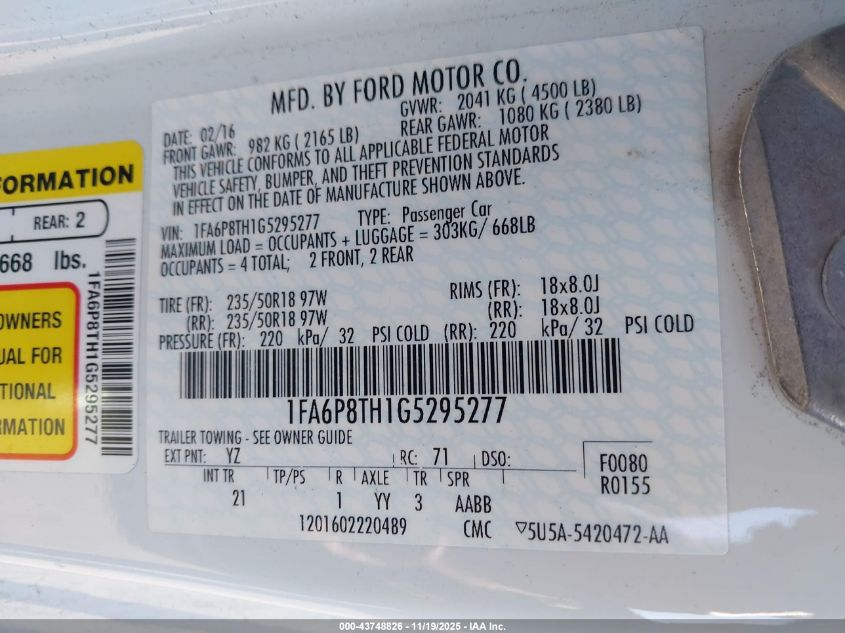 MFD. BY FORD MOTOR CO.
DATE: 02/16 GVWR: 2041 KG ( 4500 LB)
FRONT GAWR: 982 KG ( 2165 LB) REAR GAWR: 1080 KG ( 2380 LB)
THIS VEHICLE CONFORMS TO ALL APPLICABLE FEDERAL MOTOR
VEHICLE SAFETY, BUMPER, AND THEFT PREVENTION STANDARDS
IN EFFECT ON THE DATE OF MANUFACTURE SHOWN ABOVE.
VIN: 1FA6P8TH1G5295277 TYPE: Passenger Car
MAXIMUM LOAD = OCCUPANTS + LUGGAGE = 303KG/ 668LB
OCCUPANTS = 4 TOTAL; 2 FRONT, 2 REAR
TIRE (FR): 235/50R18 97W RIMS (FR): 18x8.0J
(RR): 235/50R18 97W (RR): 18x8.0J
PRESSURE (FR): 220 kPa/ 32 PSI COLD (RR): 220 kPa/ 32 PSI COLD
1FA6P8TH1G5295277
TRAILER TOWING - SEE OWNER GUIDE
EXT PNT: YZ RC: 71 DSO: F0080
R0155
INT TR TP/PS R AXLE TR SPR
21 1 YY 3 AABB
1201602220489 CMC ▽5U5A-5420472-AA
FORMATION
REAR: 2
668 lbs.
OWNERS
UAL FOR
TIONAL
MATION
1FA6P8TH1G5295277
000-43748826 - 11/19/2025 - IAA Inc.